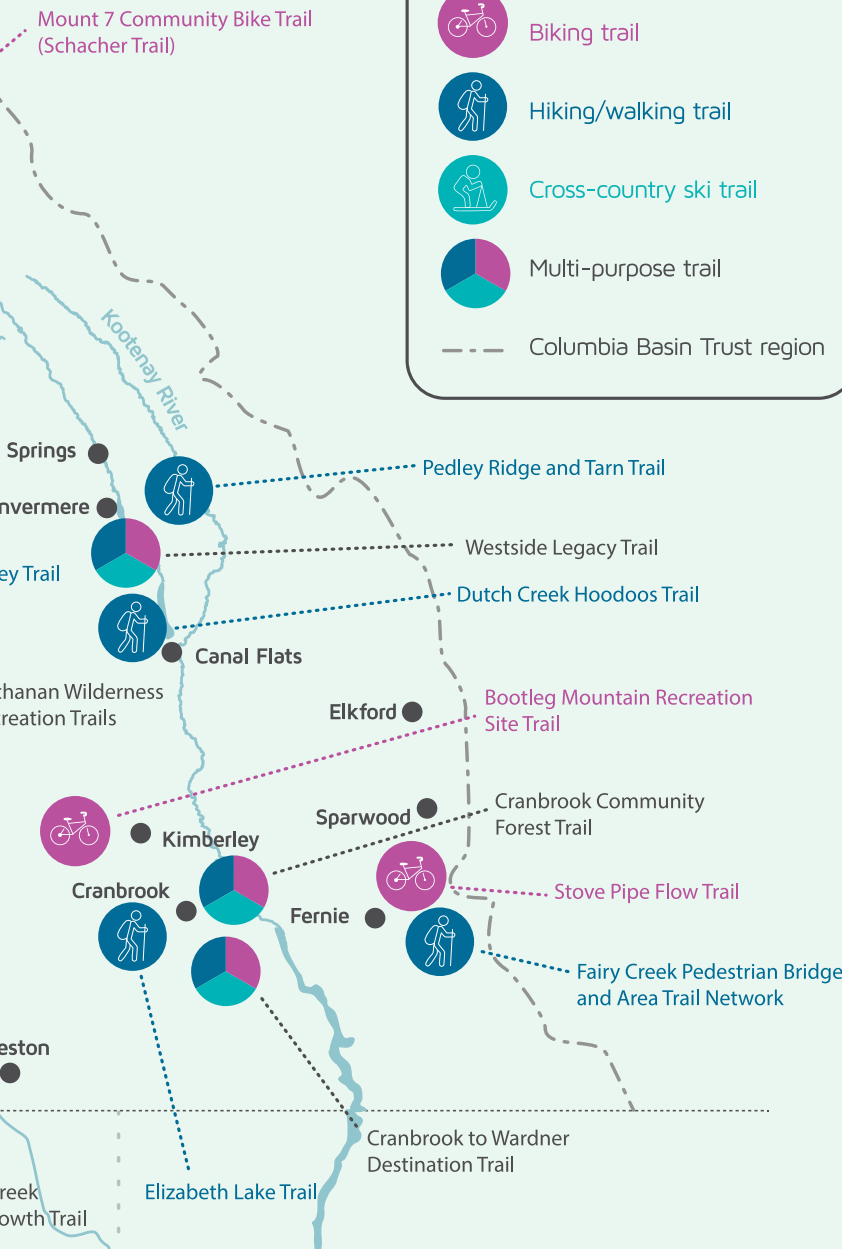 Mount 7 Community Bike Trail
(Schacher Trail)
Biking trail
Hiking/walking trail
Cross-country ski trail
Multi-purpose trail
Columbia Basin Trust region
Kootenay River
Springs
nvermere
ey Trail
Pedley Ridge and Tarn Trail
Westside Legacy Trail
Dutch Creek Hoodoos Trail
Canal Flats
chanan Wilderness
creation Trails
Elkford
Bootleg Mountain Recreation
Site Trail
Sparwood
Cranbrook Community
Forest Trail
Kimberley
Cranbrook
Fernie
Stove Pipe Flow Trail
Fairy Creek Pedestrian Bridge
and Area Trail Network
eston
Cranbrook to Wardner
Destination Trail
Elizabeth Lake Trail
reek
owth Trail